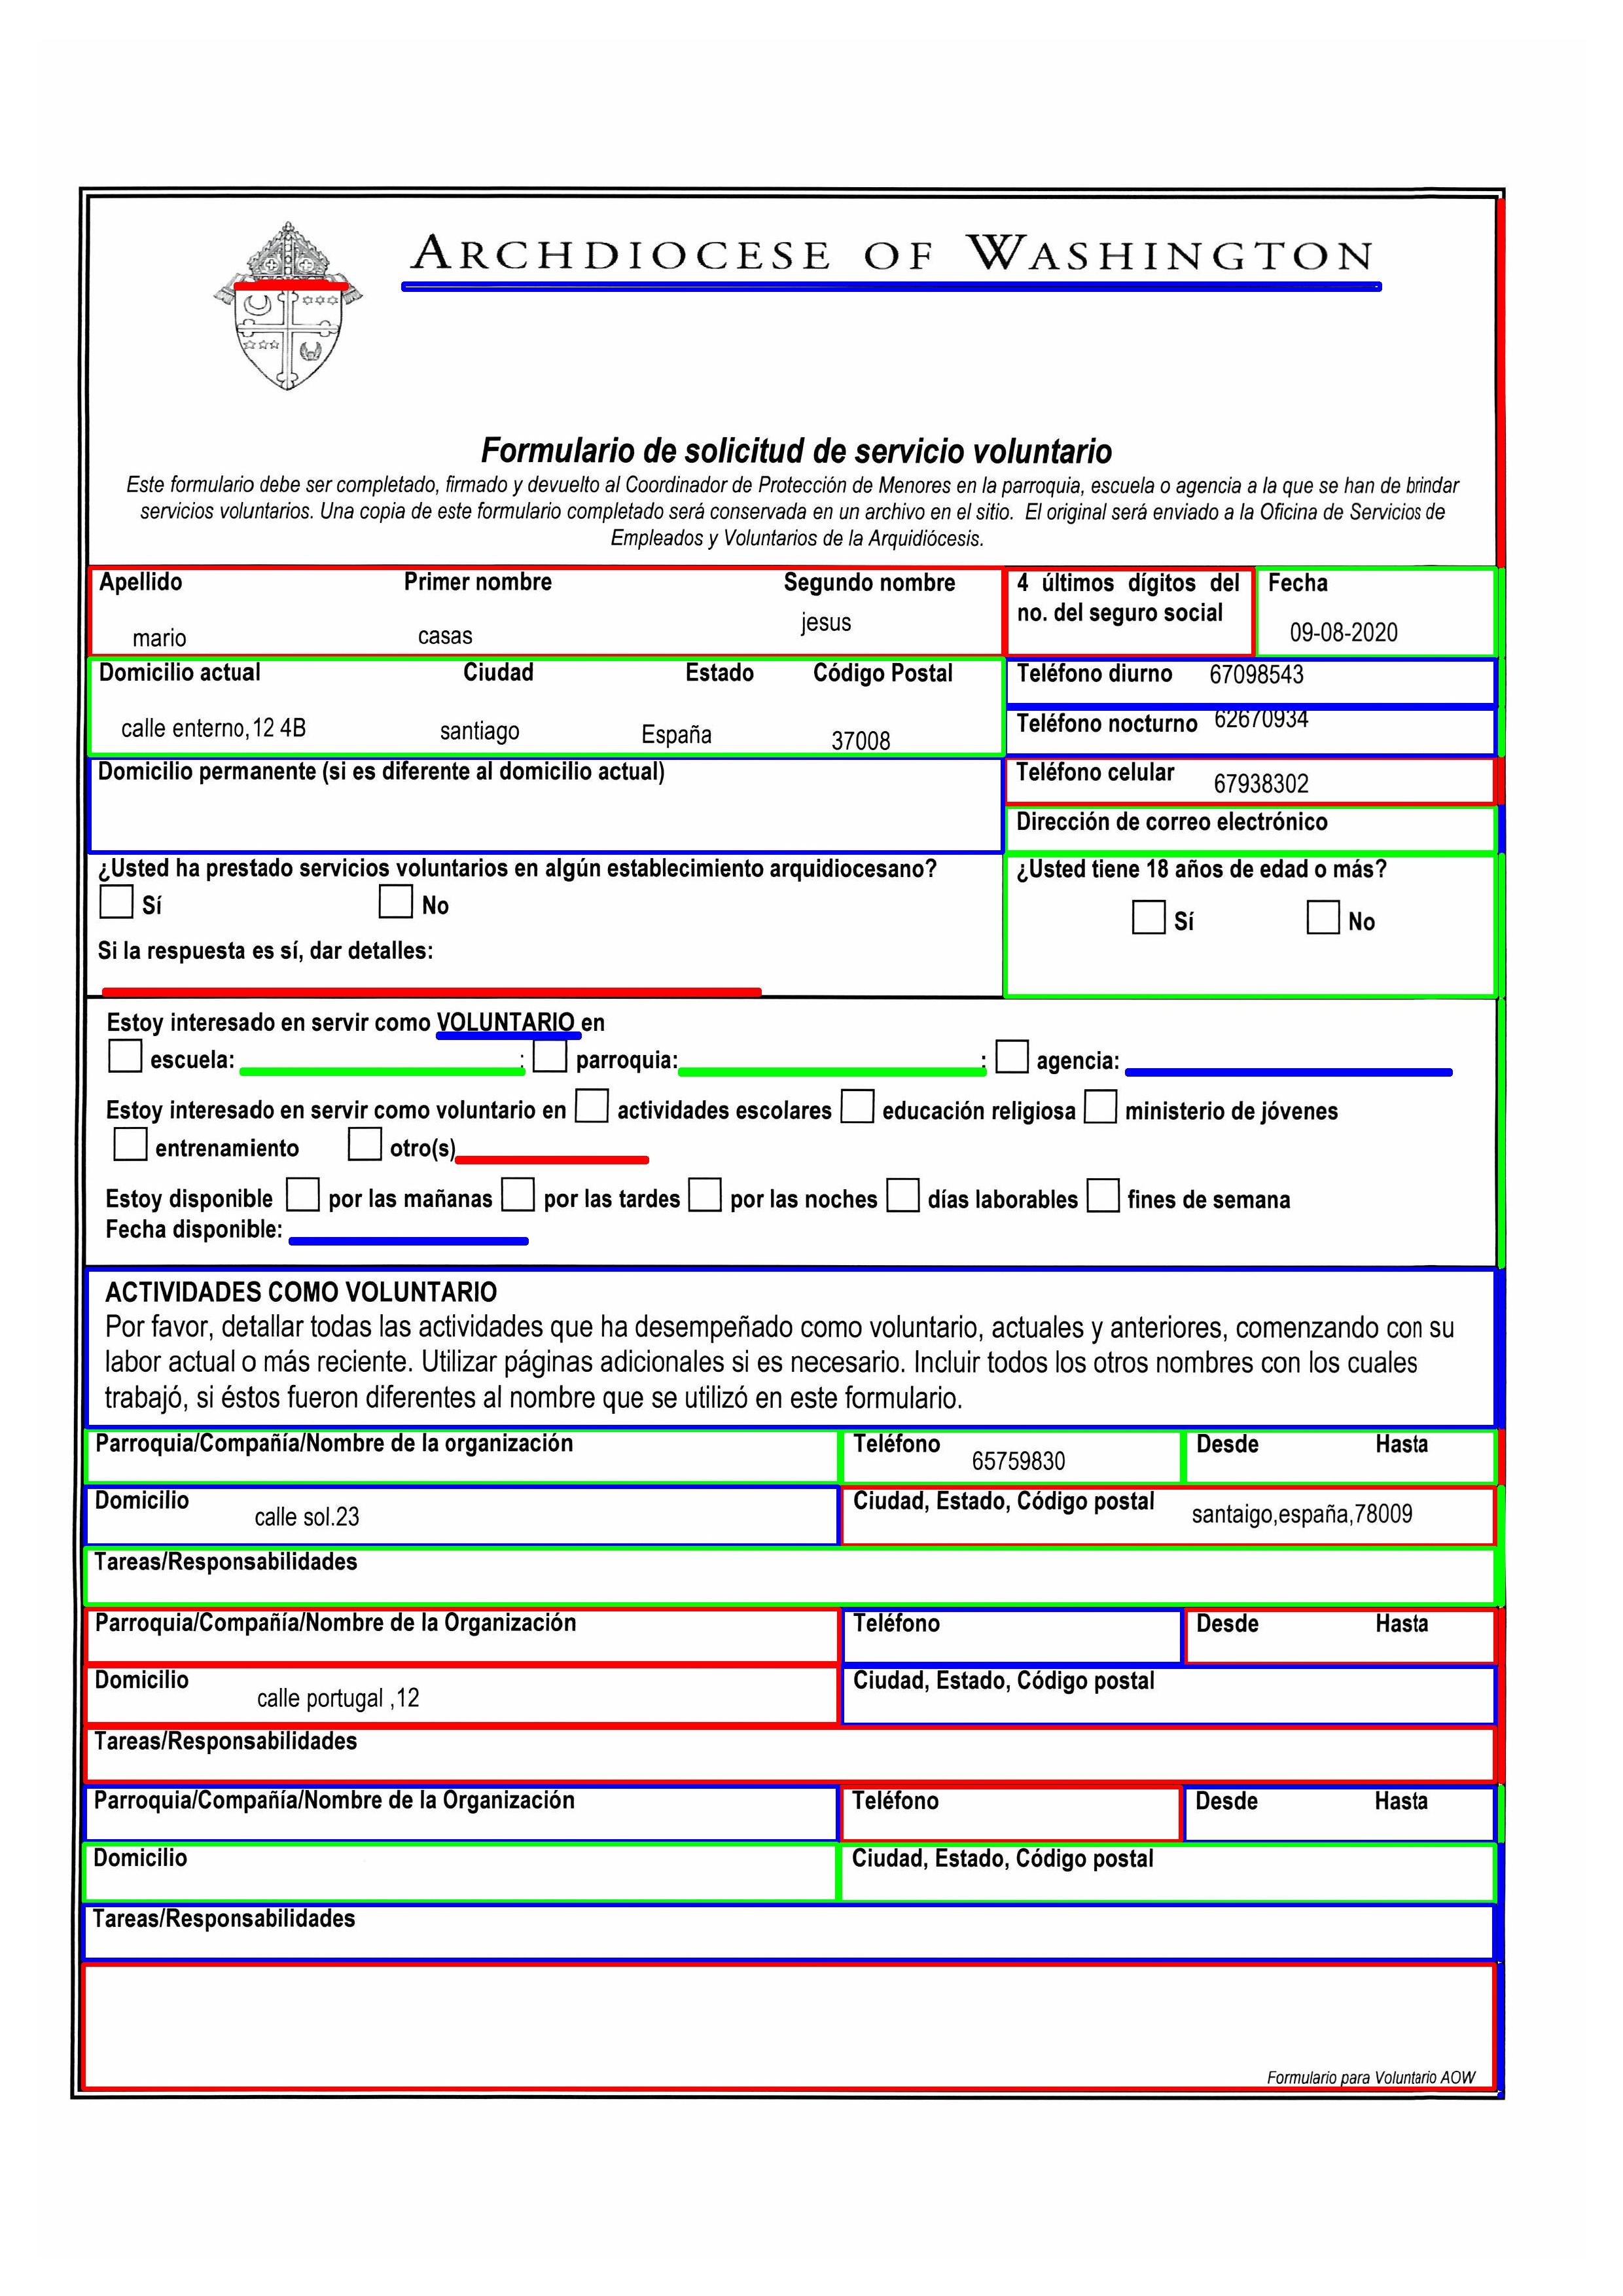 ARCHDIOCESE OF WASHINGTON
Formulario de solicitud de servicio voluntario
Este formulario debe ser completado, firmado y devuelto al Coordinador de Protección de Menores en la parroquia, escuela o agencia a la que se han de brindar
servicios voluntarios. Una copia de este formulario completado será conservada en un archivo en el sitio. El original será enviado a la Oficina de Servicios de
Empleados y Voluntarios de la Arquidiócesis.
Apellido Primer nombre Segundo nombre
mario casas jesus
4 últimos dígitos del
no. del seguro social
Fecha
09-08-2020
Domicilio actual Ciudad Estado Código Postal
calle enterno,12 4B santiago España 37008
Teléfono diurno 67098543
Teléfono nocturno 62670934
Domicilio permanente (si es diferente al domicilio actual)
Teléfono celular 67938302
Dirección de correo electrónico
¿Usted ha prestado servicios voluntarios en algún establecimiento arquidiocesano?
Sí No
Si la respuesta es sí, dar detalles:
¿Usted tiene 18 años de edad o más?
Sí No
Estoy interesado en servir como VOLUNTARIO en
escuela: : parroquia: : agencia:
Estoy interesado en servir como voluntario en actividades escolares educación religiosa ministerio de jóvenes
entrenamiento otro(s)
Estoy disponible por las mañanas por las tardes por las noches días laborables fines de semana
Fecha disponible:
ACTIVIDADES COMO VOLUNTARIO
Por favor, detallar todas las actividades que ha desempeñado como voluntario, actuales y anteriores, comenzando con su
labor actual o más reciente. Utilizar páginas adicionales si es necesario. Incluir todos los otros nombres con los cuales
trabajó, si éstos fueron diferentes al nombre que se utilizó en este formulario.
Parroquia/Compañía/Nombre de la organización Teléfono 65759830 Desde Hasta
Domicilio calle sol.23 Ciudad, Estado, Código postal santaigo,españa,78009
Tareas/Responsabilidades
Parroquia/Compañía/Nombre de la Organización Teléfono Desde Hasta
Domicilio calle portugal ,12 Ciudad, Estado, Código postal
Tareas/Responsabilidades
Parroquia/Compañía/Nombre de la Organización Teléfono Desde Hasta
Domicilio Ciudad, Estado, Código postal
Tareas/Responsabilidades
Formulario para Voluntario AOW